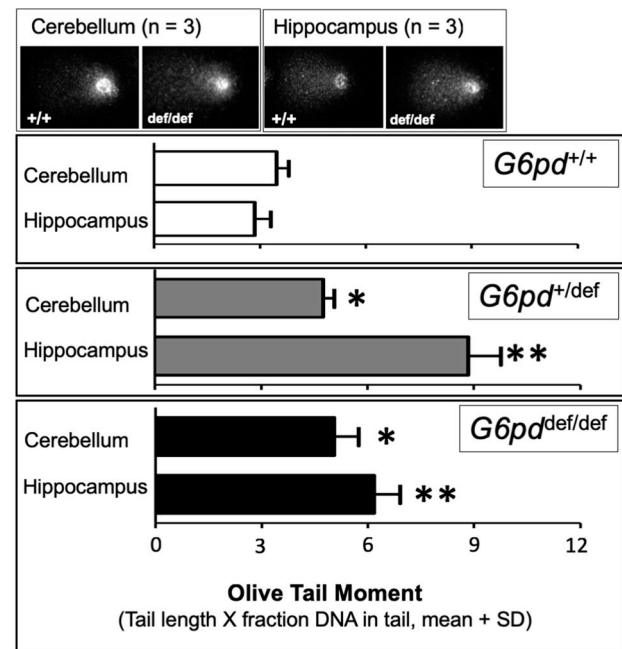 Cerebellum (n = 3) Hippocampus (n = 3)
+/+ def/def +/+ def/def
G6pd+/+
Cerebellum
Hippocampus
G6pd+/def
Cerebellum *
Hippocampus **
G6pddef/def
Cerebellum *
Hippocampus **
0 3 6 9 12
Olive Tail Moment
(Tail length X fraction DNA in tail, mean + SD)